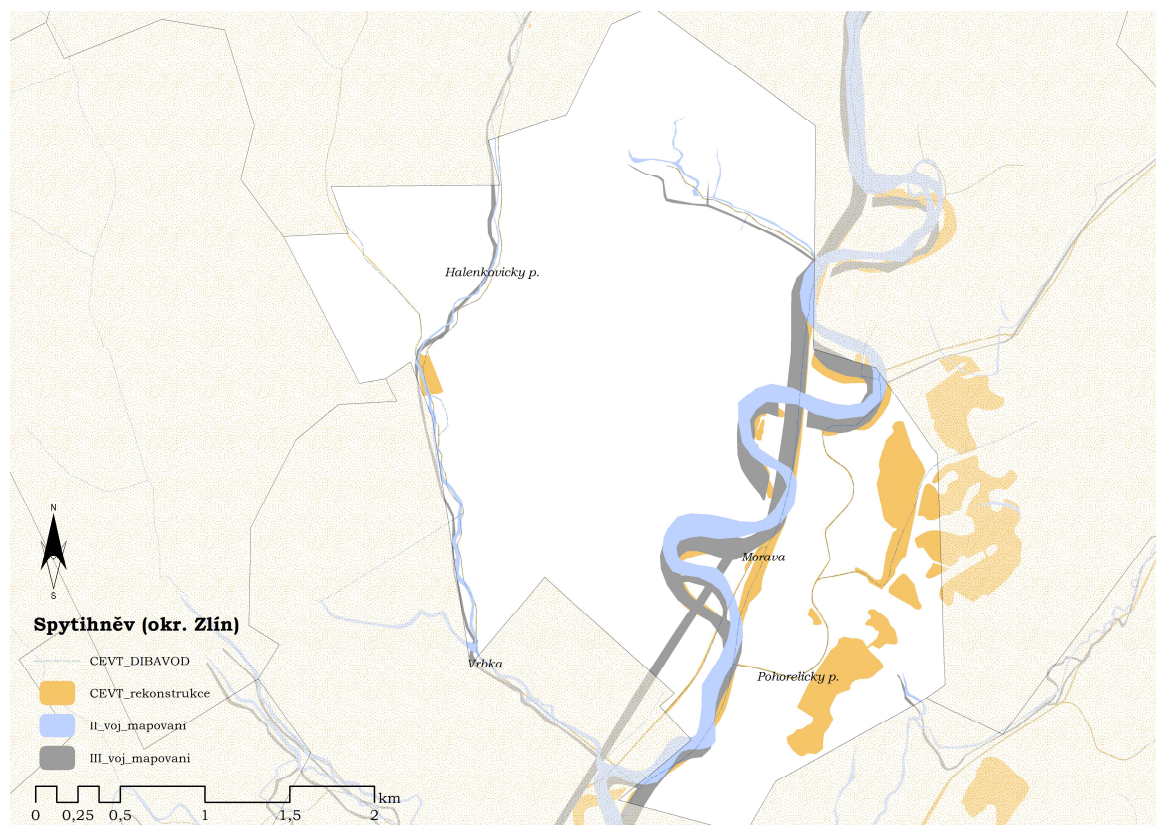 Halenkovicky p.
Morava
Vrbka
Pohorelicky p.
N
S
Spytihněv (okr. Zlín)
CEVT_DIBAVOD
CEVT_rekonstrukce
II_voj_mapovani
III_voj_mapovani
km
0 0,25 0,5 1 1,5 2